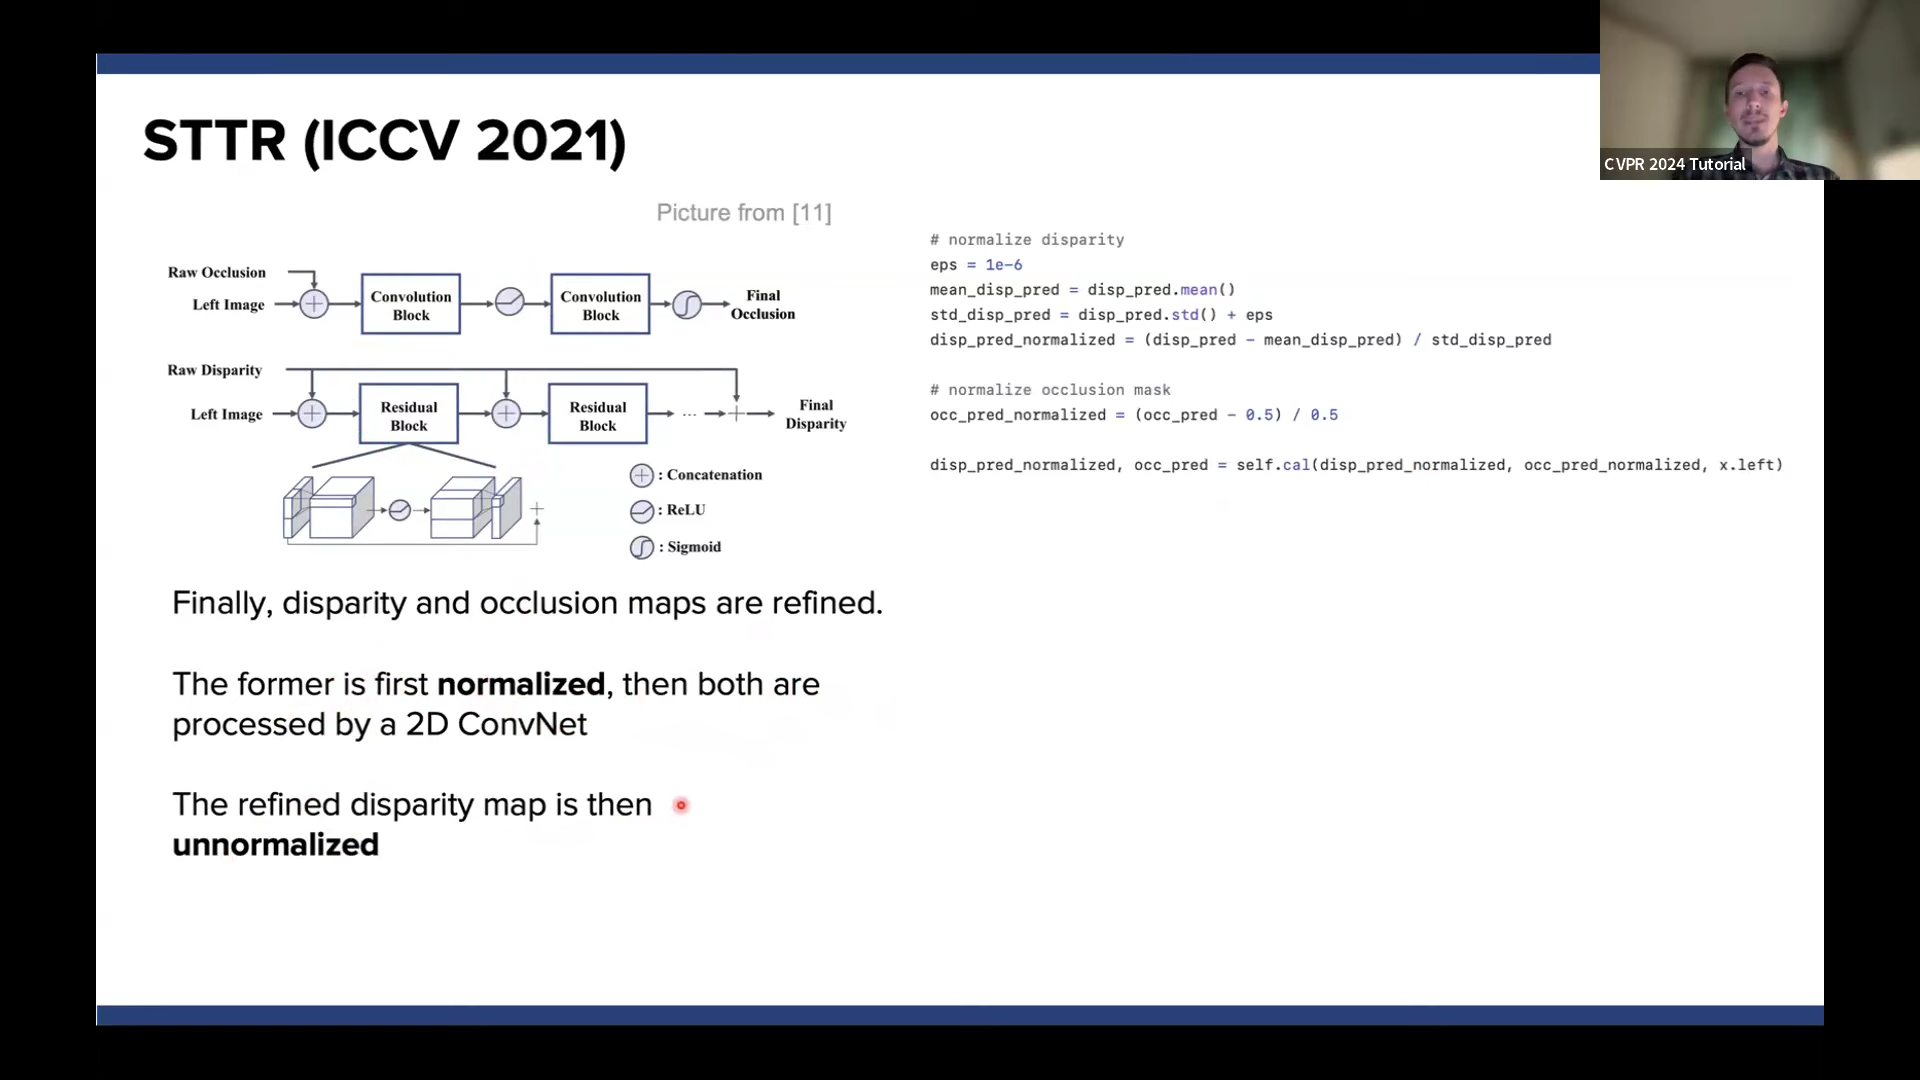 CVPR 2024 Tutorial
STTR (ICCV 2021)
Picture from [11]
Raw Occlusion
Left Image
Convolution
Block
Convolution
Block
Final
Occlusion
Raw Disparity
Left Image
Residual
Block
Residual
Block
...
Final
Disparity
: Concatenation
: ReLU
: Sigmoid
Finally, disparity and occlusion maps are refined.
The former is first normalized, then both are
processed by a 2D ConvNet
The refined disparity map is then
unnormalized
# normalize disparity
eps = 1e-6
mean_disp_pred = disp_pred.mean()
std_disp_pred = disp_pred.std() + eps
disp_pred_normalized = (disp_pred - mean_disp_pred) / std_disp_pred
# normalize occlusion mask
occ_pred_normalized = (occ_pred - 0.5) / 0.5
disp_pred_normalized, occ_pred = self.cal(disp_pred_normalized, occ_pred_normalized, x.left)